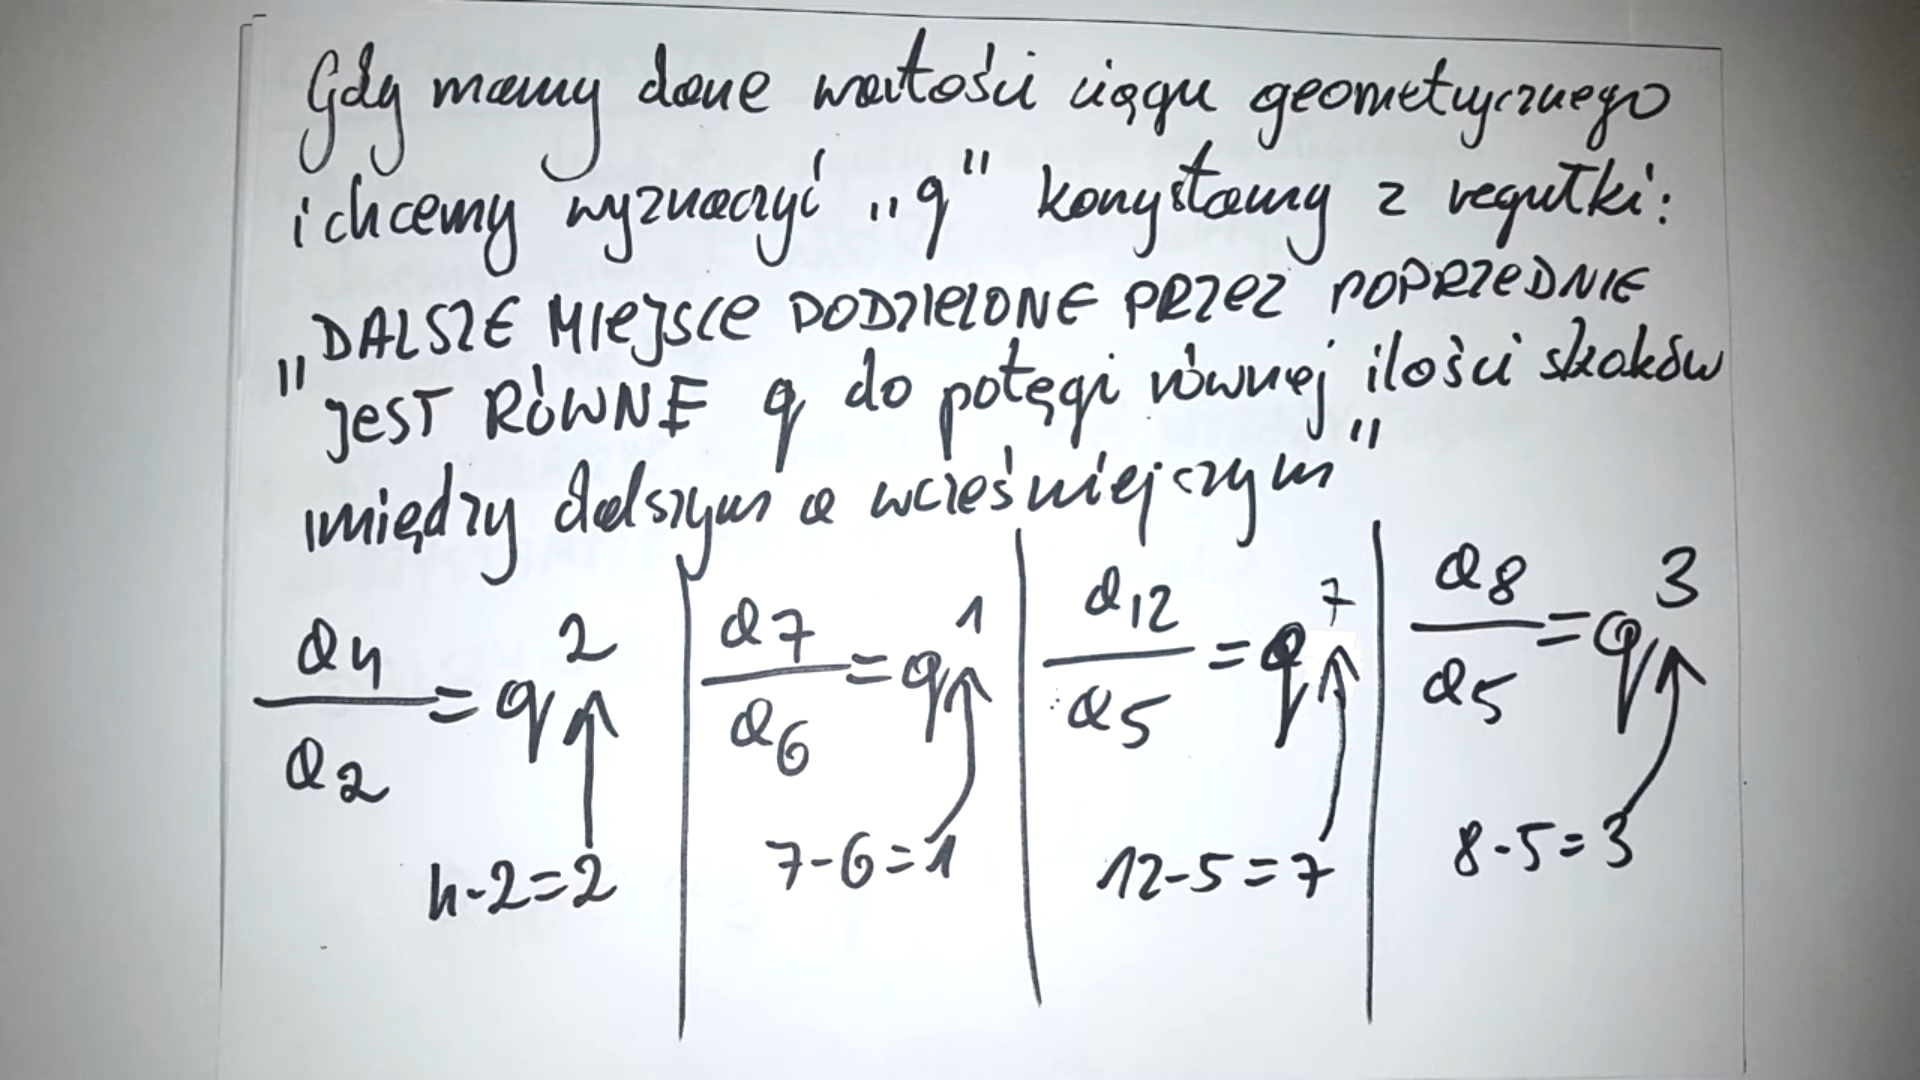 Gdy mamy dane wartości ciągu geometrycznego
i chcemy wyznaczyć „q" korzystamy z regułki:
„DALSZE MIEJSCE PODZIELONE PRZEZ POPRZEDNIE
JEST RÓWNE q do potęgi równej ilości skoków
między dalszym a wcześniejszym"
a4/a2 = q^2
4-2=2
a7/a6 = q^1
7-6=1
a12/a5 = q^7
12-5=7
a8/a5 = q^3
8-5=3